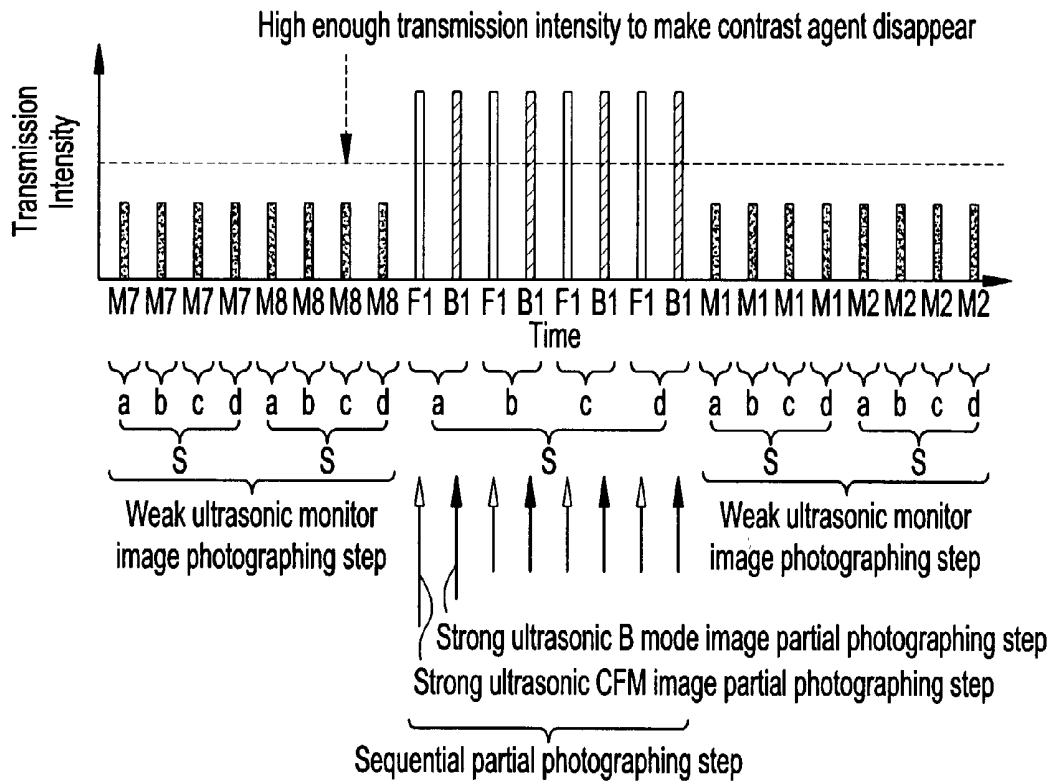 High enough transmission intensity to make contrast agent disappear
Transmission
Intensity
M7 M7 M7 M7 M8 M8 M8 M8 F1 B1 F1 B1 F1 B1 F1 B1 M1 M1 M1 M1 M2 M2 M2 M2
Time
a b c d a b c d a b c d a b c d a b c d
S S S S S
Weak ultrasonic monitor
image photographing step
Weak ultrasonic monitor
image photographing step
Strong ultrasonic B mode image partial photographing step
Strong ultrasonic CFM image partial photographing step
Sequential partial photographing step